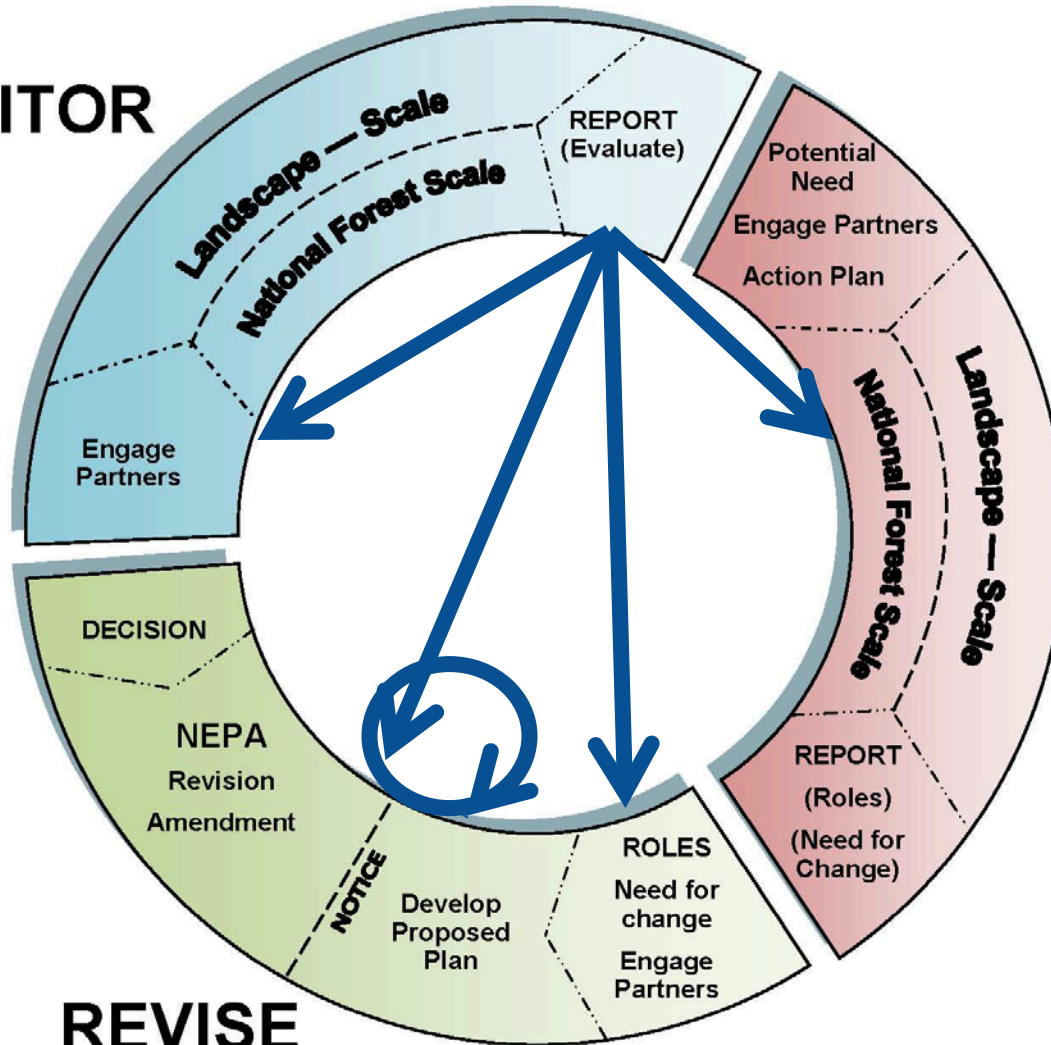 ITOR
Landscape — Scale
National Forest Scale
REPORT
(Evaluate)
Engage
Partners
Potential
Need
Engage Partners
Action Plan
National Forest Scale
Landscape — Scale
REPORT
(Roles)
(Need for
Change)
ROLES
Need for
change
Engage
Partners
Develop
Proposed
Plan
NOTICE
NEPA
Revision
Amendment
DECISION
REVISE